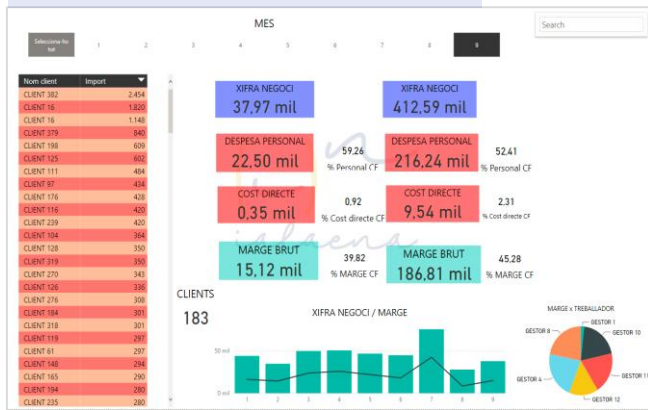 MES
Search
Selecciona-ho tot
1 2 3 4 5 6 7 8 9
Nom client Import
CLIENT 382 2.454
CLIENT 16 1.820
CLIENT 16 1.148
CLIENT 379 840
CLIENT 198 609
CLIENT 125 602
CLIENT 111 484
CLIENT 97 434
CLIENT 176 428
CLIENT 116 420
CLIENT 239 420
CLIENT 104 364
CLIENT 128 350
CLIENT 319 350
CLIENT 270 343
CLIENT 126 336
CLIENT 276 308
CLIENT 184 301
CLIENT 318 301
CLIENT 119 297
CLIENT 61 297
CLIENT 148 294
CLIENT 165 290
CLIENT 194 280
CLIENT 235 280
XIFRA NEGOCI
37,97 mil
XIFRA NEGOCI
412,59 mil
DESPESA PERSONAL
22,50 mil
59,26
% Personal CF
DESPESA PERSONAL
216,24 mil
52,41
% Personal CF
COST DIRECTE
0,35 mil
0,92
% Cost directe CF
COST DIRECTE
9,54 mil
2,31
% Cost directe CF
MARGE BRUT
15,12 mil
39,82
% MARGE CF
MARGE BRUT
186,81 mil
45,28
% MARGE CF
CLIENTS
183
XIFRA NEGOCI / MARGE
50 mil
0 mil
1 2 3 4 5 6 7 8 9
MARGE x TREBALLADOR
GESTOR 1
GESTOR 8
GESTOR 10
GESTOR 4
GESTOR 11
GESTOR 12